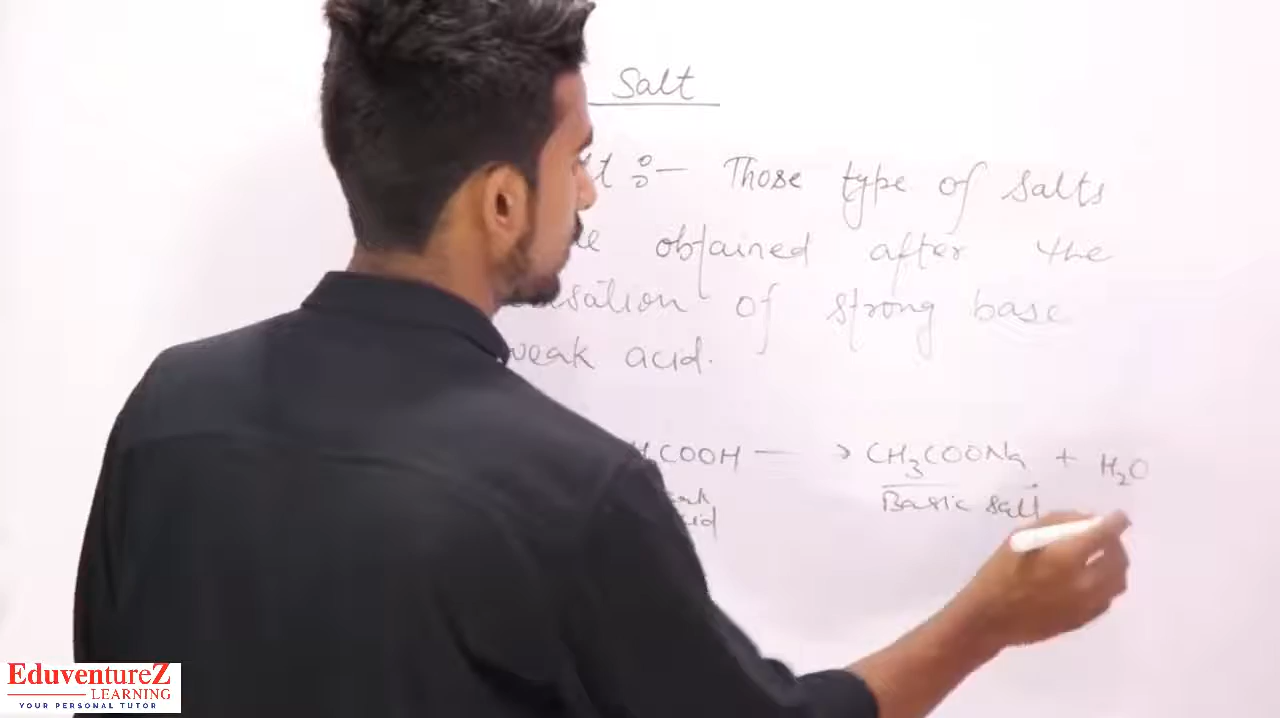 Salt
:- Those type of salts
obtained after the
of strong base
weak acid.
COOH → CH₃COONa + H₂O
Basic salt
EduventureZ
LEARNING
YOUR PERSONAL TUTOR